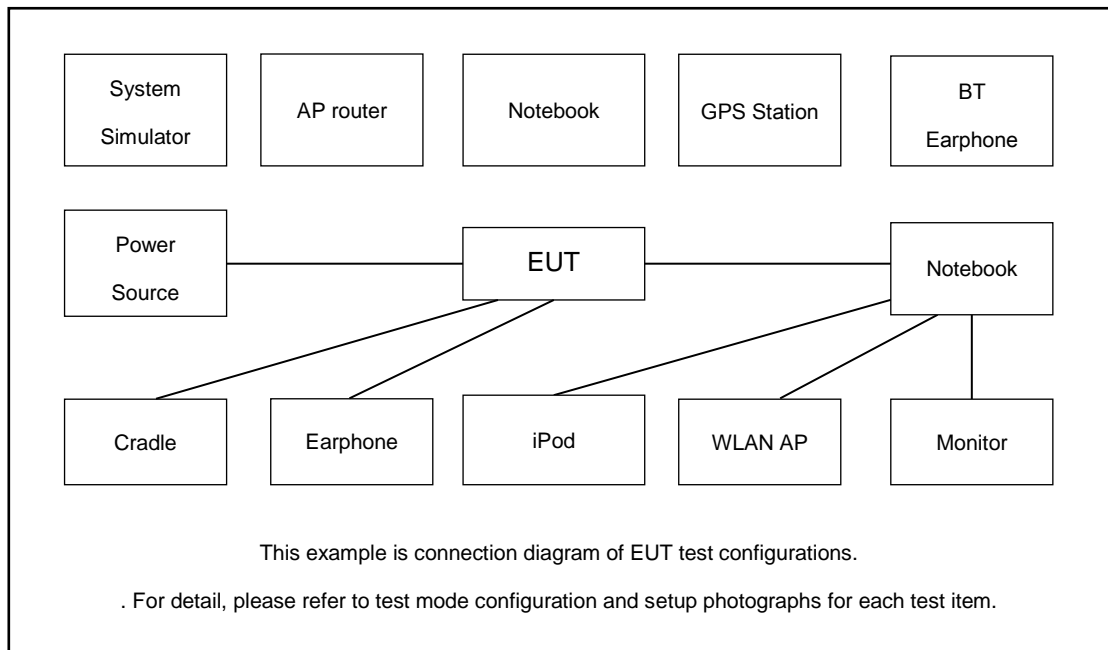 System
Simulator
AP router
Notebook
GPS Station
BT
Earphone
Power
Source
EUT
Notebook
Cradle
Earphone
iPod
WLAN AP
Monitor
This example is connection diagram of EUT test configurations.
. For detail, please refer to test mode configuration and setup photographs for each test item.